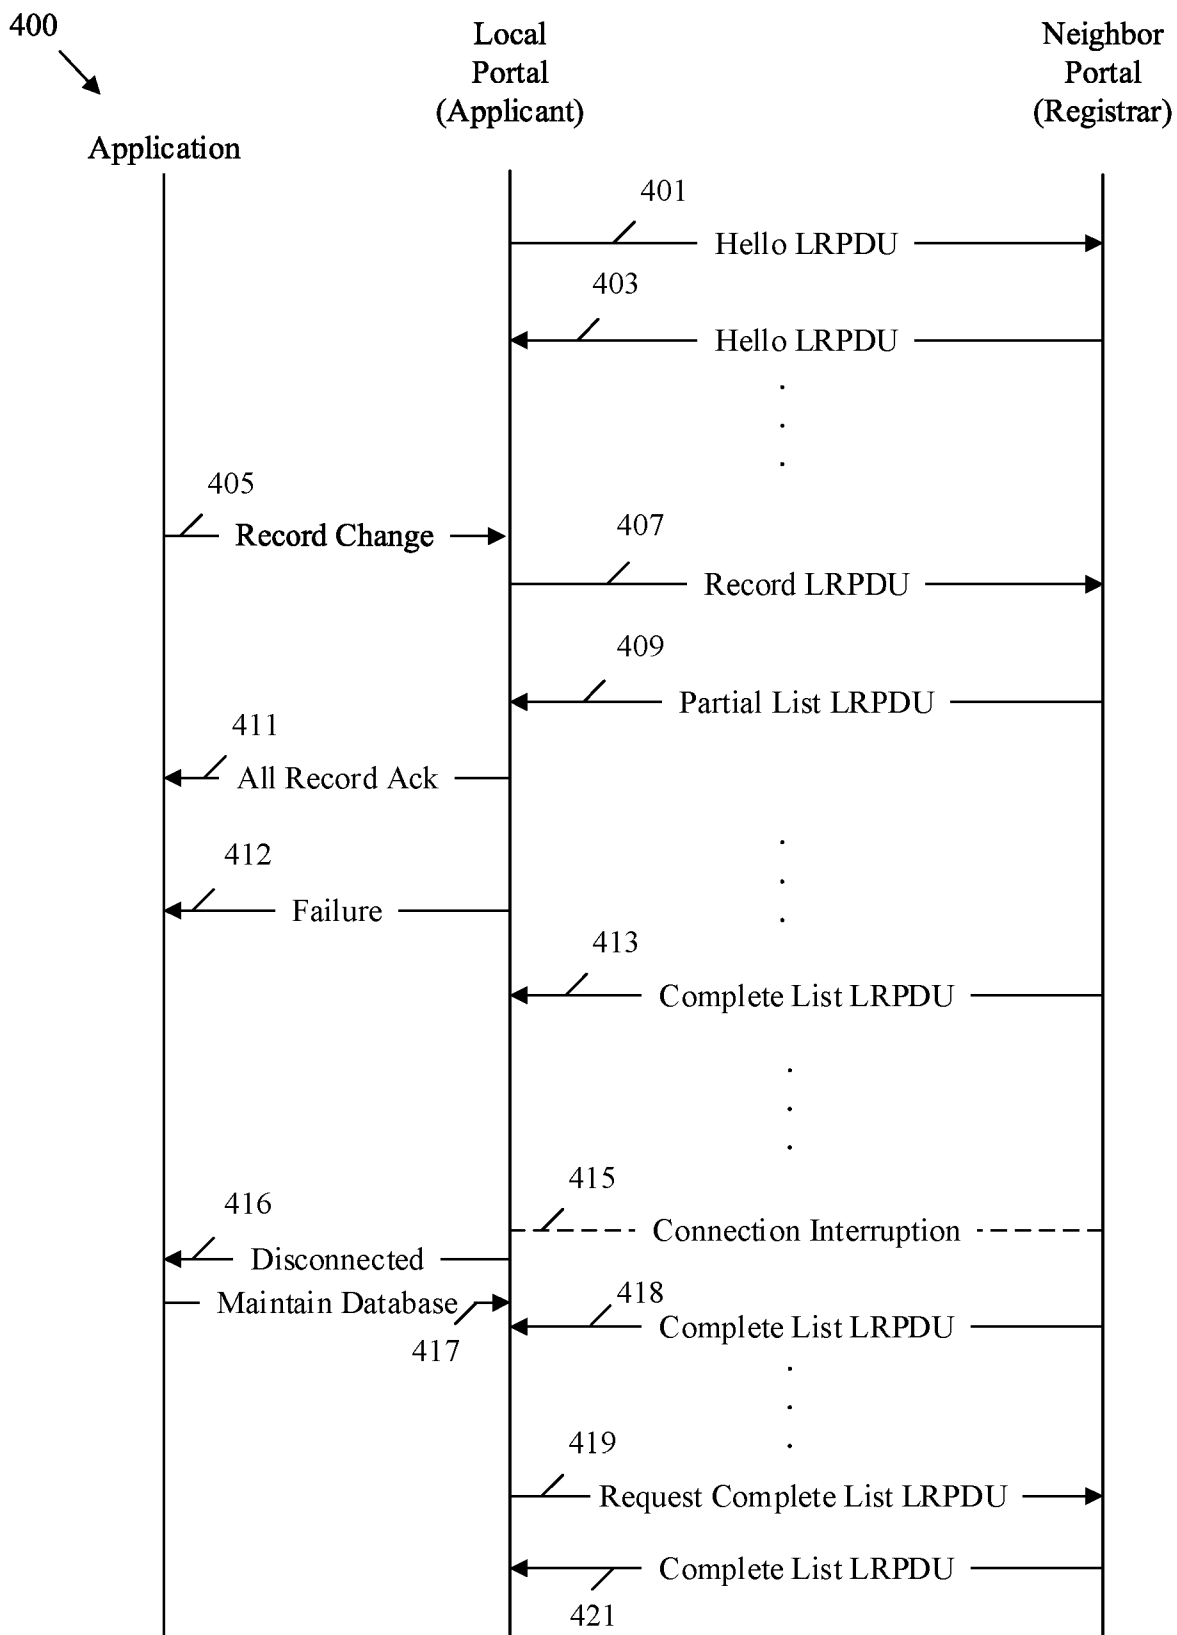 400
Local
Portal
(Applicant)
Neighbor
Portal
(Registrar)
Application
401
Hello LRPDU
403
Hello LRPDU
405
Record Change
407
Record LRPDU
409
Partial List LRPDU
411
All Record Ack
412
Failure
413
Complete List LRPDU
415
Connection Interruption
416
Disconnected
Maintain Database
417
418
Complete List LRPDU
419
Request Complete List LRPDU
Complete List LRPDU
421